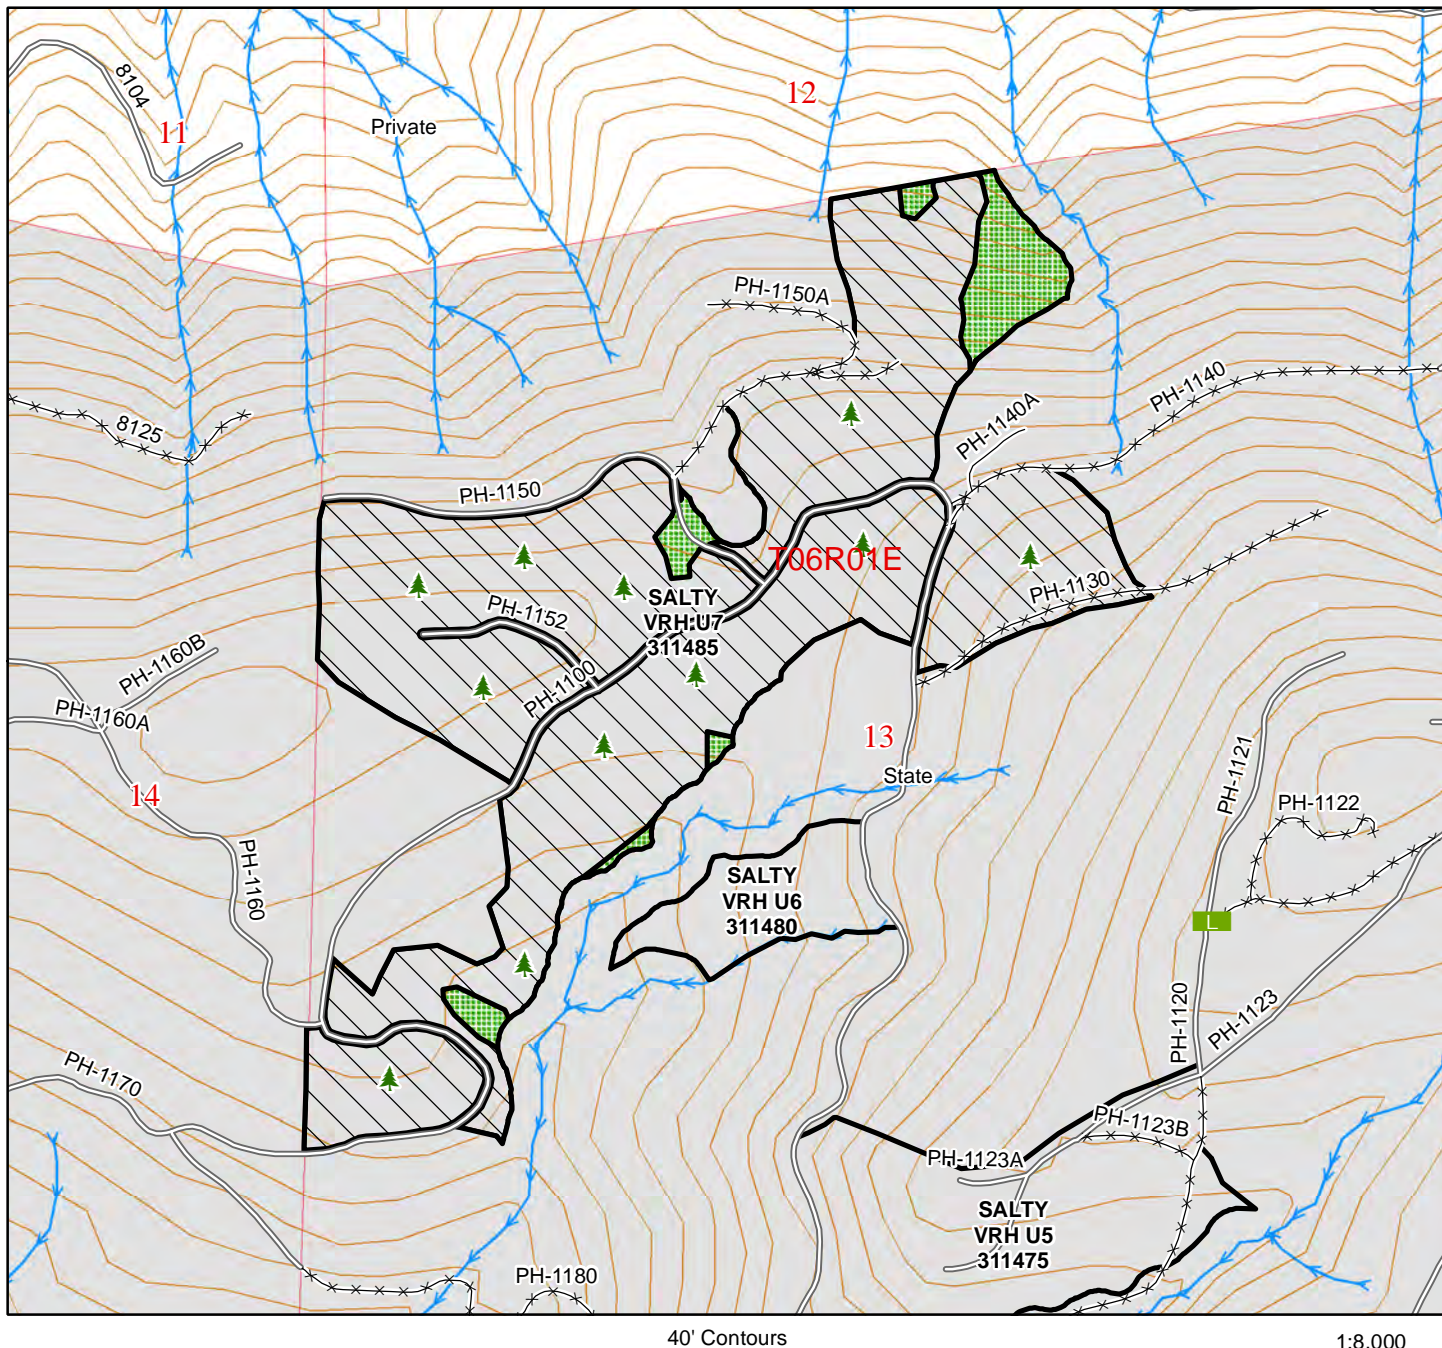 8104
11
Private
12
PH-1150A
8125
PH-1140
PH-1140A
PH-1150
T06R01E
PH-1130
SALTY
VRH U7
311485
PH-1152
PH-1160B
PH-1100
PH-1160A
13
State
14
PH-1121
PH-1122
PH-1160
SALTY
VRH U6
311480
L
PH-1120
PH-1123
PH-1170
PH-1123B
PH-1123A
SALTY
VRH U5
311475
PH-1180
40' Contours
1:8,000